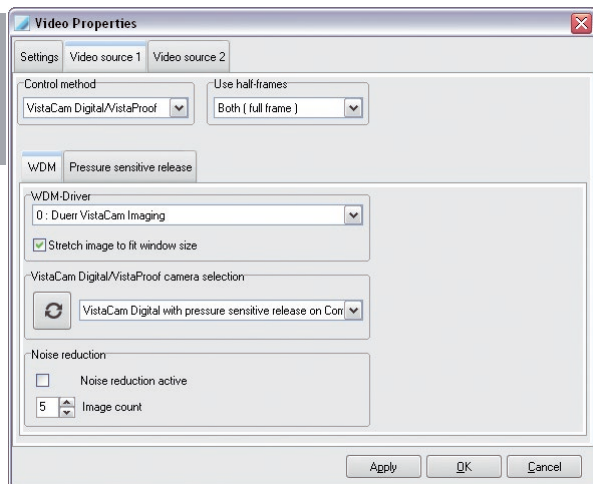 Video Properties
Settings Video source 1 Video source 2
Control method Use half-frames
VistaCam Digital/VistaProof Both ( full frame )
WDM Pressure sensitive release
WDM-Driver
0 : Duerr VistaCam Imaging
Stretch image to fit window size
VistaCam Digital/VistaProof camera selection
VistaCam Digital with pressure sensitive release on
Noise reduction
Noise reduction active
5 Image count
Apply OK Cancel